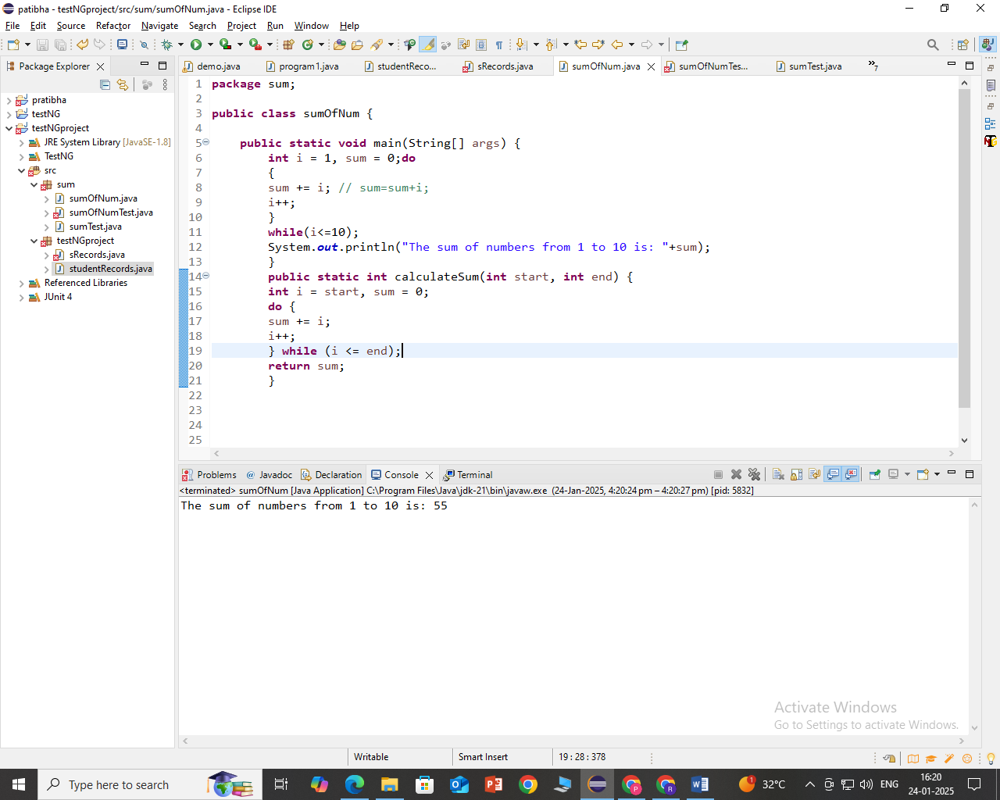 patibha - testNGproject/src/sum/sumOfNum.java - Eclipse IDE
File Edit Source Refactor Navigate Search Project Run Window Help
Package Explorer
demo.java program1.java studentReco... sRecords.java sumOfNum.java sumOfNumTes... sumTest.java »7
pratibha
testNG
testNGproject
JRE System Library [JavaSE-1.8]
TestNG
src
sum
sumOfNum.java
sumOfNumTest.java
sumTest.java
testNGproject
sRecords.java
studentRecords.java
Referenced Libraries
JUnit 4
1 package sum;
2
3 public class sumOfNum {
4
5 public static void main(String[] args) {
6 int i = 1, sum = 0;do
7 {
8 sum += i; // sum=sum+i;
9 i++;
10 }
11 while(i<=10);
12 System.out.println("The sum of numbers from 1 to 10 is: "+sum);
13 }
14 public static int calculateSum(int start, int end) {
15 int i = start, sum = 0;
16 do {
17 sum += i;
18 i++;
19 } while (i <= end);
20 return sum;
21 }
22
23
24
25
Problems @ Javadoc Declaration Console Terminal
<terminated> sumOfNum [Java Application] C:\Program Files\Java\jdk-21\bin\javaw.exe (24-Jan-2025, 4:20:24 pm – 4:20:27 pm) [pid: 5832]
The sum of numbers from 1 to 10 is: 55
Activate Windows
Go to Settings to activate Windows.
Writable Smart Insert 19 : 28 : 378
Type here to search
1 32°C ENG
16:20
24-01-2025